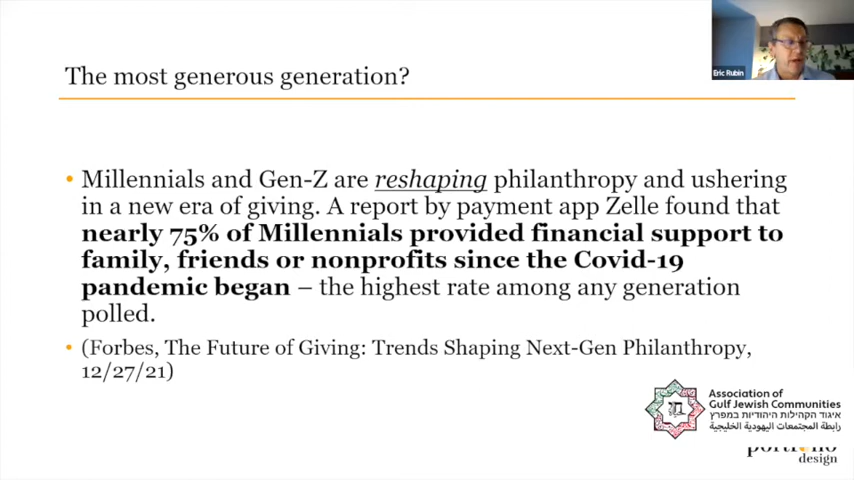 Eric Rubin
The most generous generation?
• Millennials and Gen-Z are reshaping philanthropy and ushering
in a new era of giving. A report by payment app Zelle found that
nearly 75% of Millennials provided financial support to
family, friends or nonprofits since the Covid-19
pandemic began – the highest rate among any generation
polled.
• (Forbes, The Future of Giving: Trends Shaping Next-Gen Philanthropy,
12/27/21)
Association of
Gulf Jewish Communities
איגוד הקהילות היהודיות במפרץ
رابطة المجتمعات اليهودية الخليجية
design